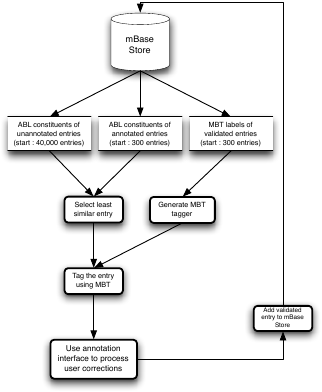 mBase
Store
ABL constituents of
unannotated entries
(start : 40,000 entries)
ABL constituents of
annotated entries
(start : 300 entries)
MBT labels of
validated entries
(start : 300 entries)
Select least
similar entry
Generate MBT
tagger
Tag the entry
using MBT
Add validated
entry to mBase
Store
Use annotation
interface to process
user corrections